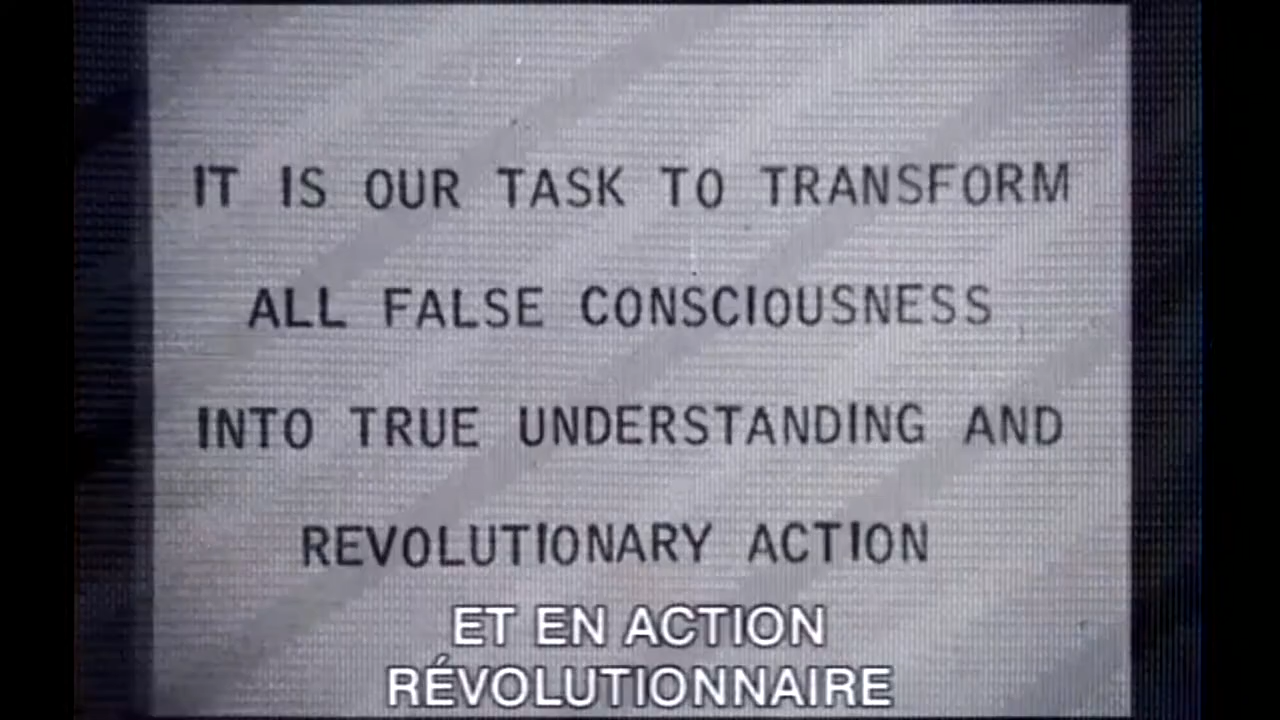 IT IS OUR TASK TO TRANSFORM
ALL FALSE CONSCIOUSNESS
INTO TRUE UNDERSTANDING AND
REVOLUTIONARY ACTION
ET EN ACTION
RÉVOLUTIONNAIRE